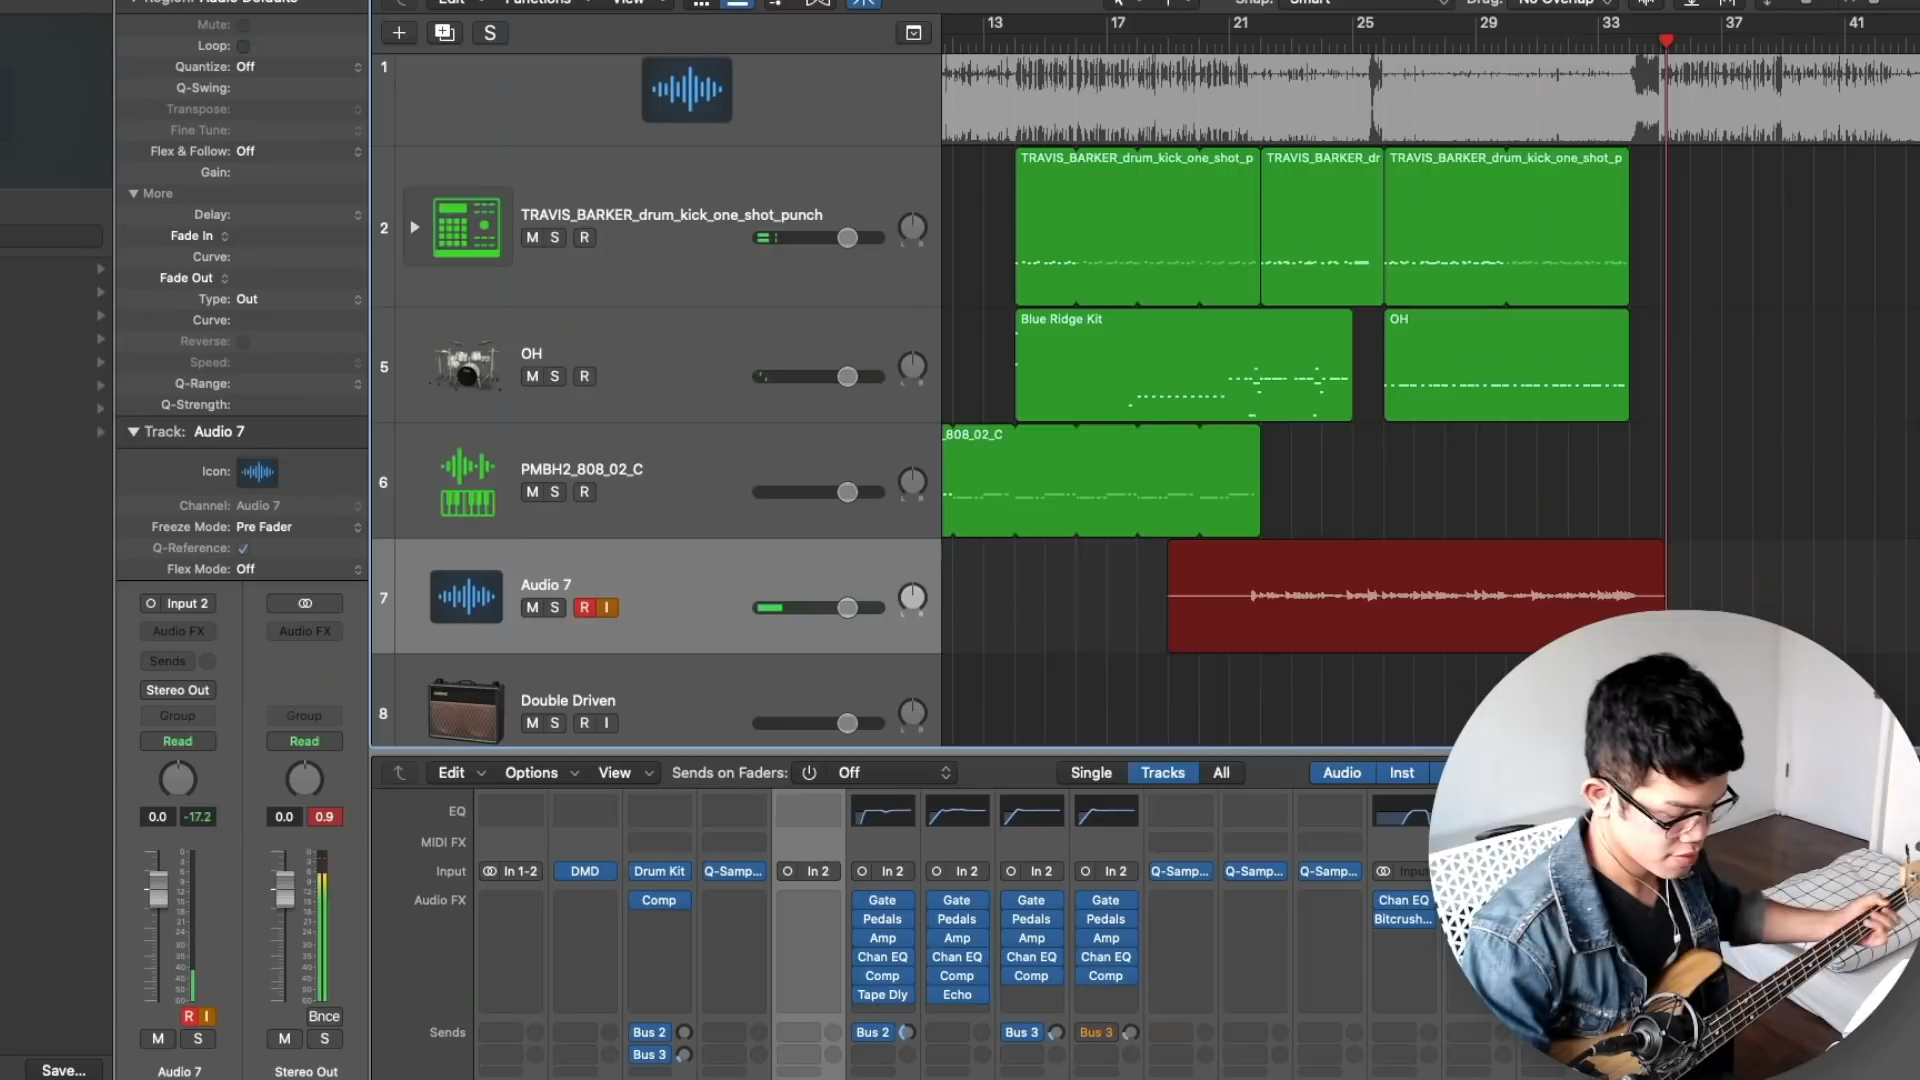 Mute:
Loop:
Quantize: Off
Q-Swing:
Transpose:
Fine Tune:
Flex & Follow: Off
Gain:
More
Delay:
Fade In
Curve:
Fade Out
Type: Out
Curve:
Reverse:
Speed:
Q-Range:
Q-Strength:
Track: Audio 7
Icon:
Channel: Audio 7
Freeze Mode: Pre Fader
Q-Reference:
Flex Mode: Off
Input 2
Audio FX Audio FX
Sends
Stereo Out
Group Group
Read Read
0.0 -17.2 0.0 0.9
R I Bnce
M S M S
Audio 7 Stereo Out
Save...
S
13 17 21 25 29 33 37 41
1
2 TRAVIS_BARKER_drum_kick_one_shot_punch
M S R
TRAVIS_BARKER_drum_kick_one_shot_p TRAVIS_BARKER_dr TRAVIS_BARKER_drum_kick_one_shot_p
5 OH
M S R
Blue Ridge Kit OH
6 PMBH2_808_02_C
M S R
_808_02_C
7 Audio 7
M S R I
8 Double Driven
M S R I
Edit Options View Sends on Faders: Off Single Tracks All Audio Inst
EQ
MIDI FX
Input In 1-2 DMD Drum Kit Q-Samp... In 2 In 2 In 2 In 2 In 2 Q-Samp... Q-Samp... Q-Samp... Input
Audio FX Comp Gate Gate Gate Gate Chan EQ
Pedals Pedals Pedals Pedals Bitcrush...
Amp Amp Amp Amp
Chan EQ Chan EQ Chan EQ Chan EQ
Comp Comp Comp Comp
Tape Dly Echo
Sends Bus 2 Bus 2 Bus 3 Bus 3
Bus 3